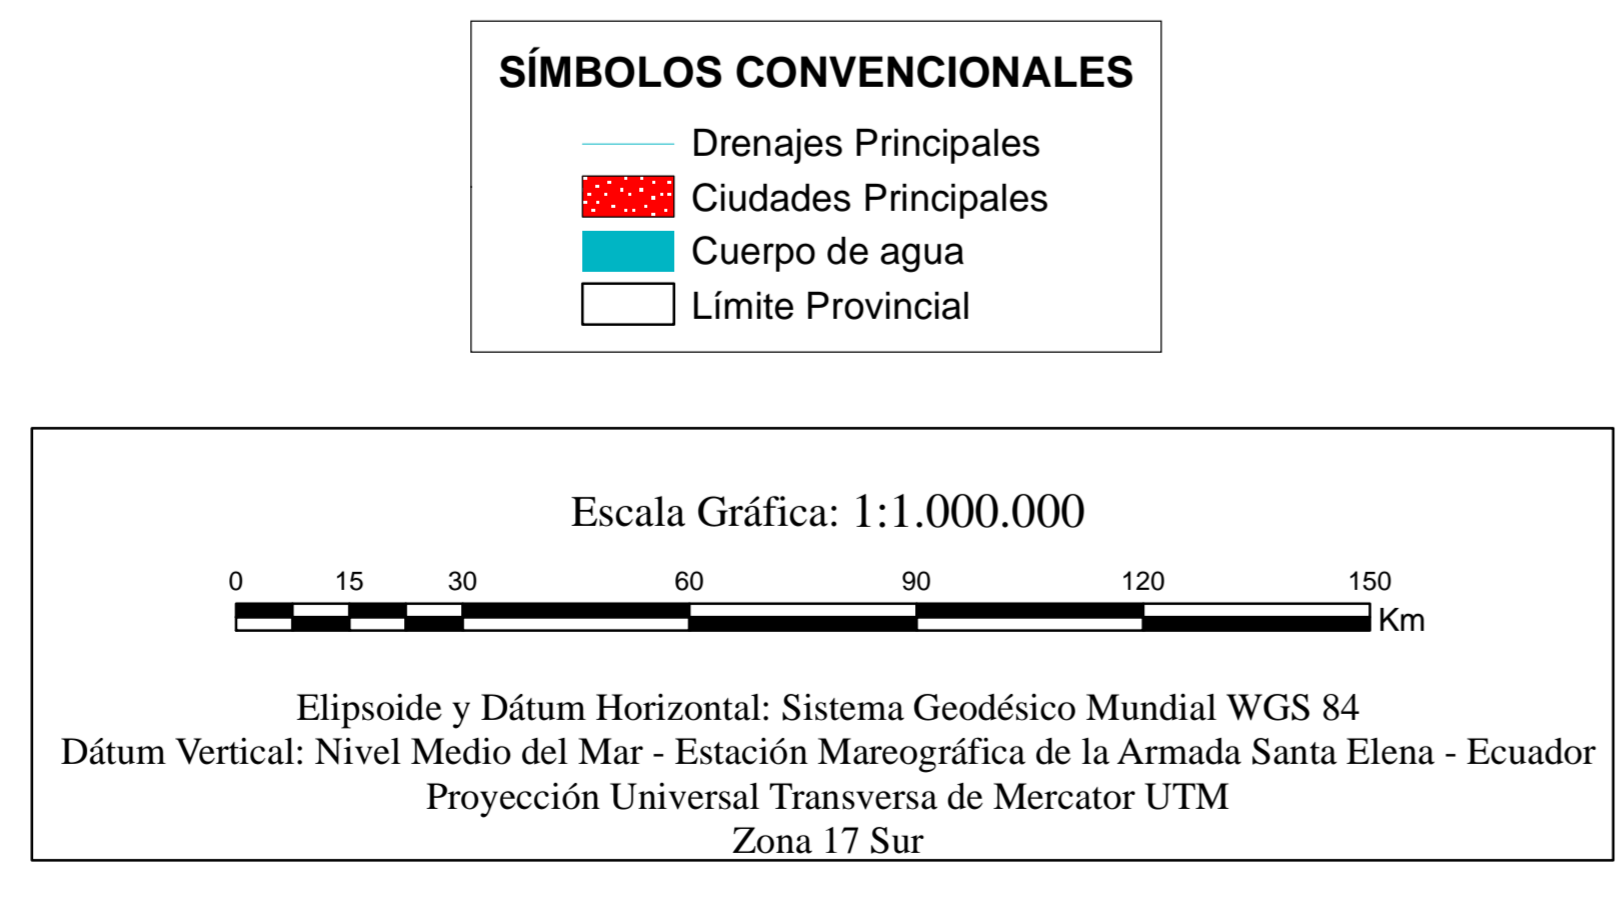 SÍMBOLOS CONVENCIONALES
Drenajes Principales
Ciudades Principales
Cuerpo de agua
Límite Provincial
Escala Gráfica: 1:1.000.000
0 15 30 60 90 120 150
Km
Elipsoide y Dátum Horizontal: Sistema Geodésico Mundial WGS 84
Dátum Vertical: Nivel Medio del Mar - Estación Mareográfica de la Armada Santa Elena - Ecuador
Proyección Universal Transversa de Mercator UTM
Zona 17 Sur